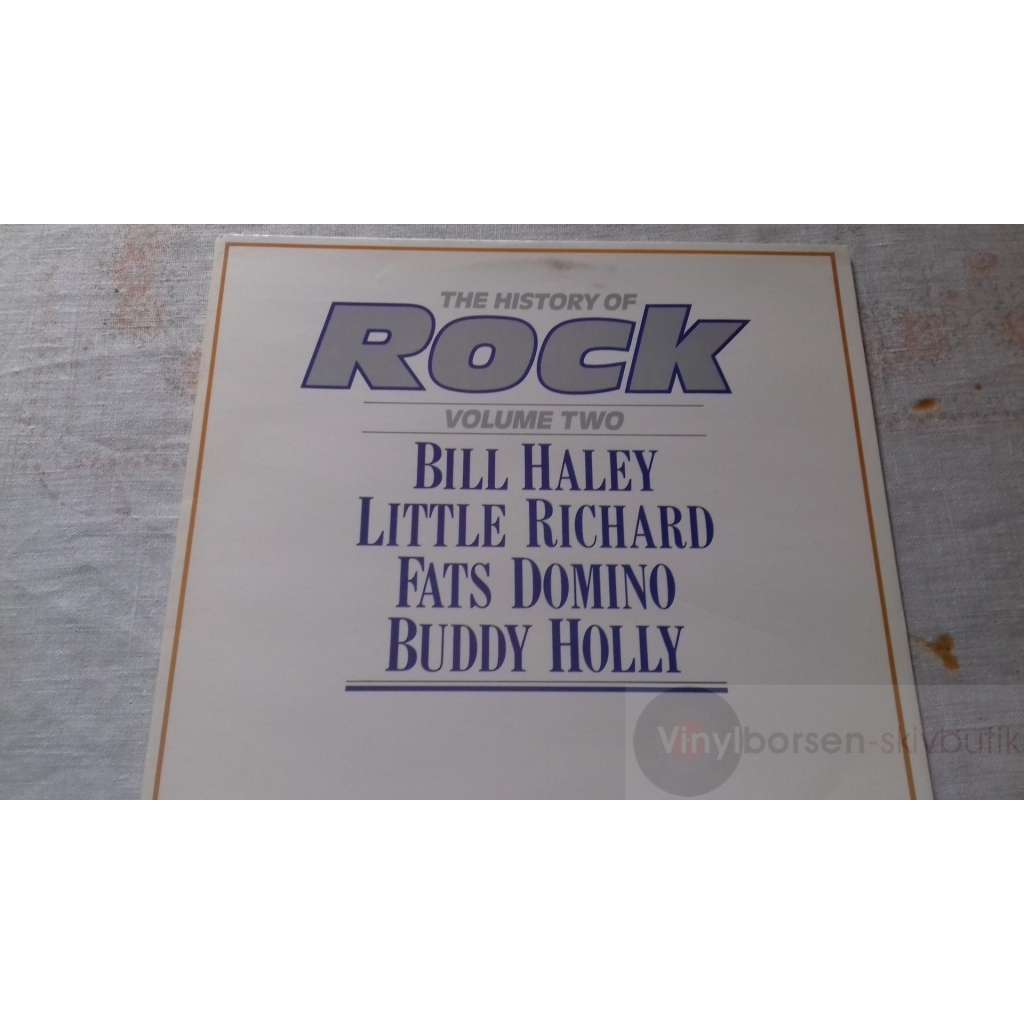 THE HISTORY OF
ROCK
VOLUME TWO
BILL HALEY
LITTLE RICHARD
FATS DOMINO
BUDDY HOLLY
Vinylborsen-skivbutik